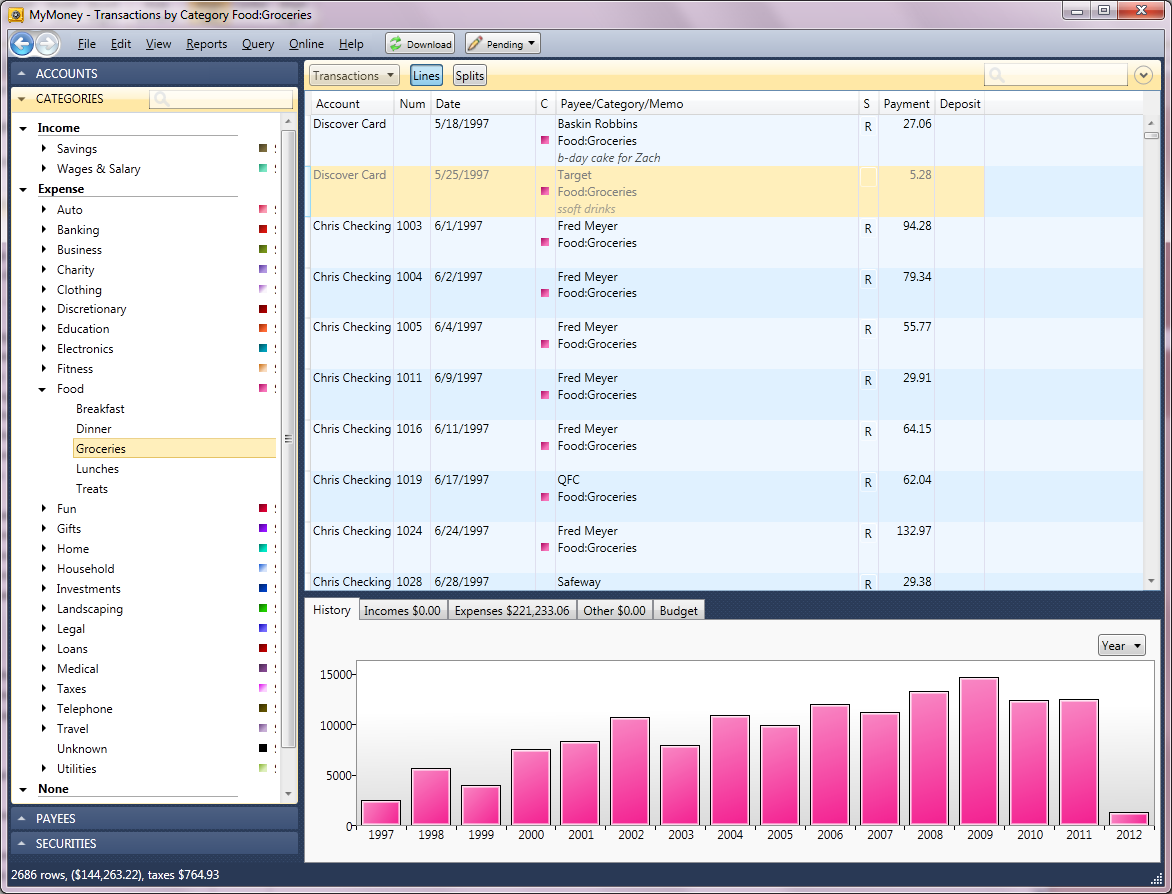 MyMoney - Transactions by Category Food:Groceries
File Edit View Reports Query Online Help Download Pending
ACCOUNTS
CATEGORIES
Income
Savings
Wages & Salary
Expense
Auto
Banking
Business
Charity
Clothing
Discretionary
Education
Electronics
Fitness
Food
Breakfast
Dinner
Groceries
Lunches
Treats
Fun
Gifts
Home
Household
Investments
Landscaping
Legal
Loans
Medical
Taxes
Telephone
Travel
Unknown
Utilities
None
PAYEES
SECURITIES
Transactions Lines Splits
Account Num Date C Payee/Category/Memo S Payment Deposit
Discover Card 5/18/1997 Baskin Robbins R 27.06
Food:Groceries
b-day cake for Zach
Discover Card 5/25/1997 Target 5.28
Food:Groceries
ssoft drinks
Chris Checking 1003 6/1/1997 Fred Meyer R 94.28
Food:Groceries
Chris Checking 1004 6/2/1997 Fred Meyer R 79.34
Food:Groceries
Chris Checking 1005 6/4/1997 Fred Meyer R 55.77
Food:Groceries
Chris Checking 1011 6/9/1997 Fred Meyer R 29.91
Food:Groceries
Chris Checking 1016 6/11/1997 Fred Meyer R 64.15
Food:Groceries
Chris Checking 1019 6/17/1997 QFC R 62.04
Food:Groceries
Chris Checking 1024 6/24/1997 Fred Meyer R 132.97
Food:Groceries
Chris Checking 1028 6/28/1997 Safeway R 29.38
History Incomes $0.00 Expenses $221,233.06 Other $0.00 Budget
Year
15000
10000
5000
0
1997 1998 1999 2000 2001 2002 2003 2004 2005 2006 2007 2008 2009 2010 2011 2012
2686 rows, ($144,263.22), taxes $764.93